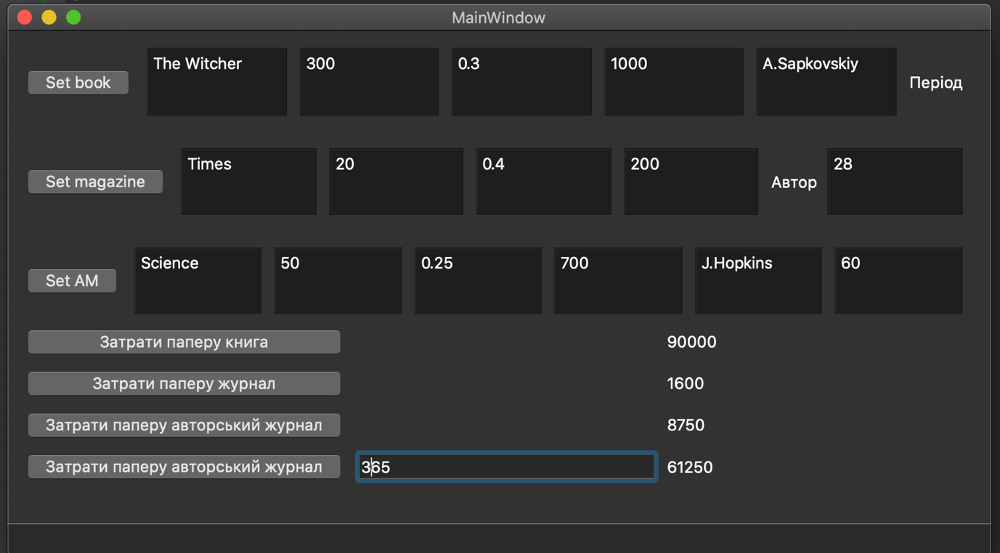 MainWindow
Set book The Witcher 300 0.3 1000 A.Sapkovskiy Період
Set magazine Times 20 0.4 200 Автор 28
Set AM Science 50 0.25 700 J.Hopkins 60
Затрати паперу книга 90000
Затрати паперу журнал 1600
Затрати паперу авторський журнал 8750
Затрати паперу авторський журнал 365 61250